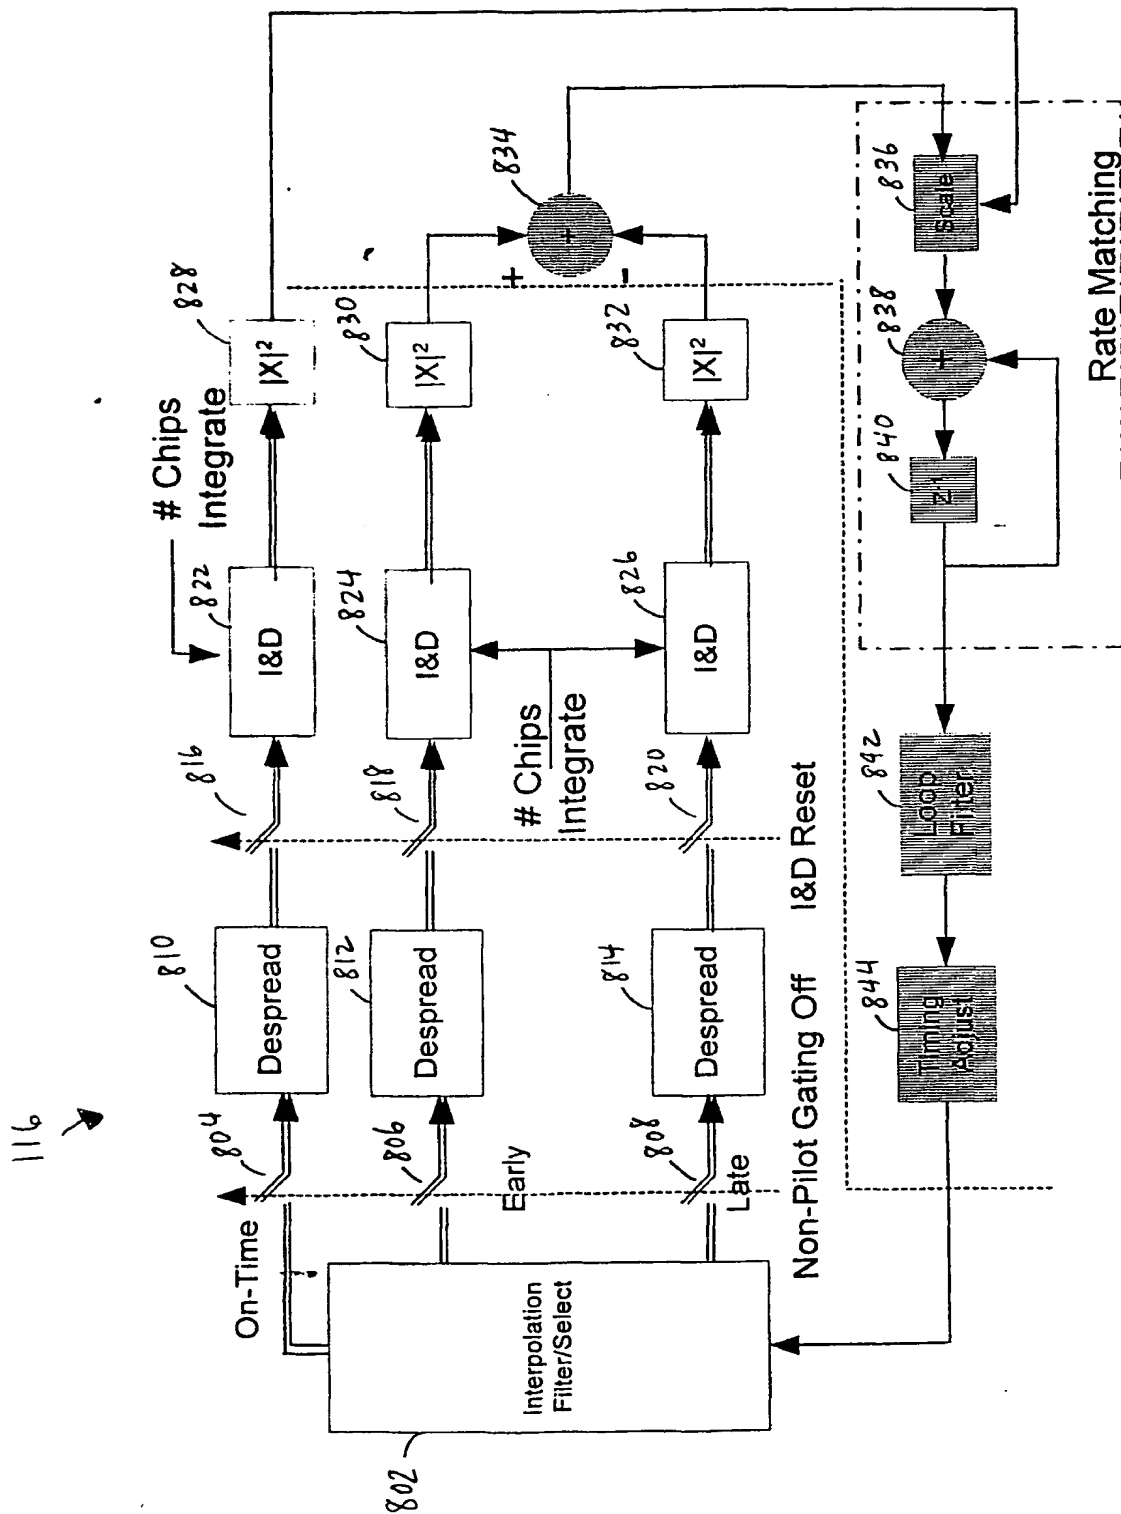 116
802
Interpolation
Filter/Select
On-Time
Early
Late
804
806
808
Non-Pilot Gating Off
810
Despread
812
Despread
814
Despread
816
818
820
I&D Reset
# Chips
Integrate
822
I&D
824
I&D
# Chips
Integrate
826
I&D
828
|X|²
830
|X|²
832
|X|²
+
-
834
+
836
Scale
838
+
840
Z⁻¹
Rate Matching
842
Loop
Filter
844
Timing
Adjust